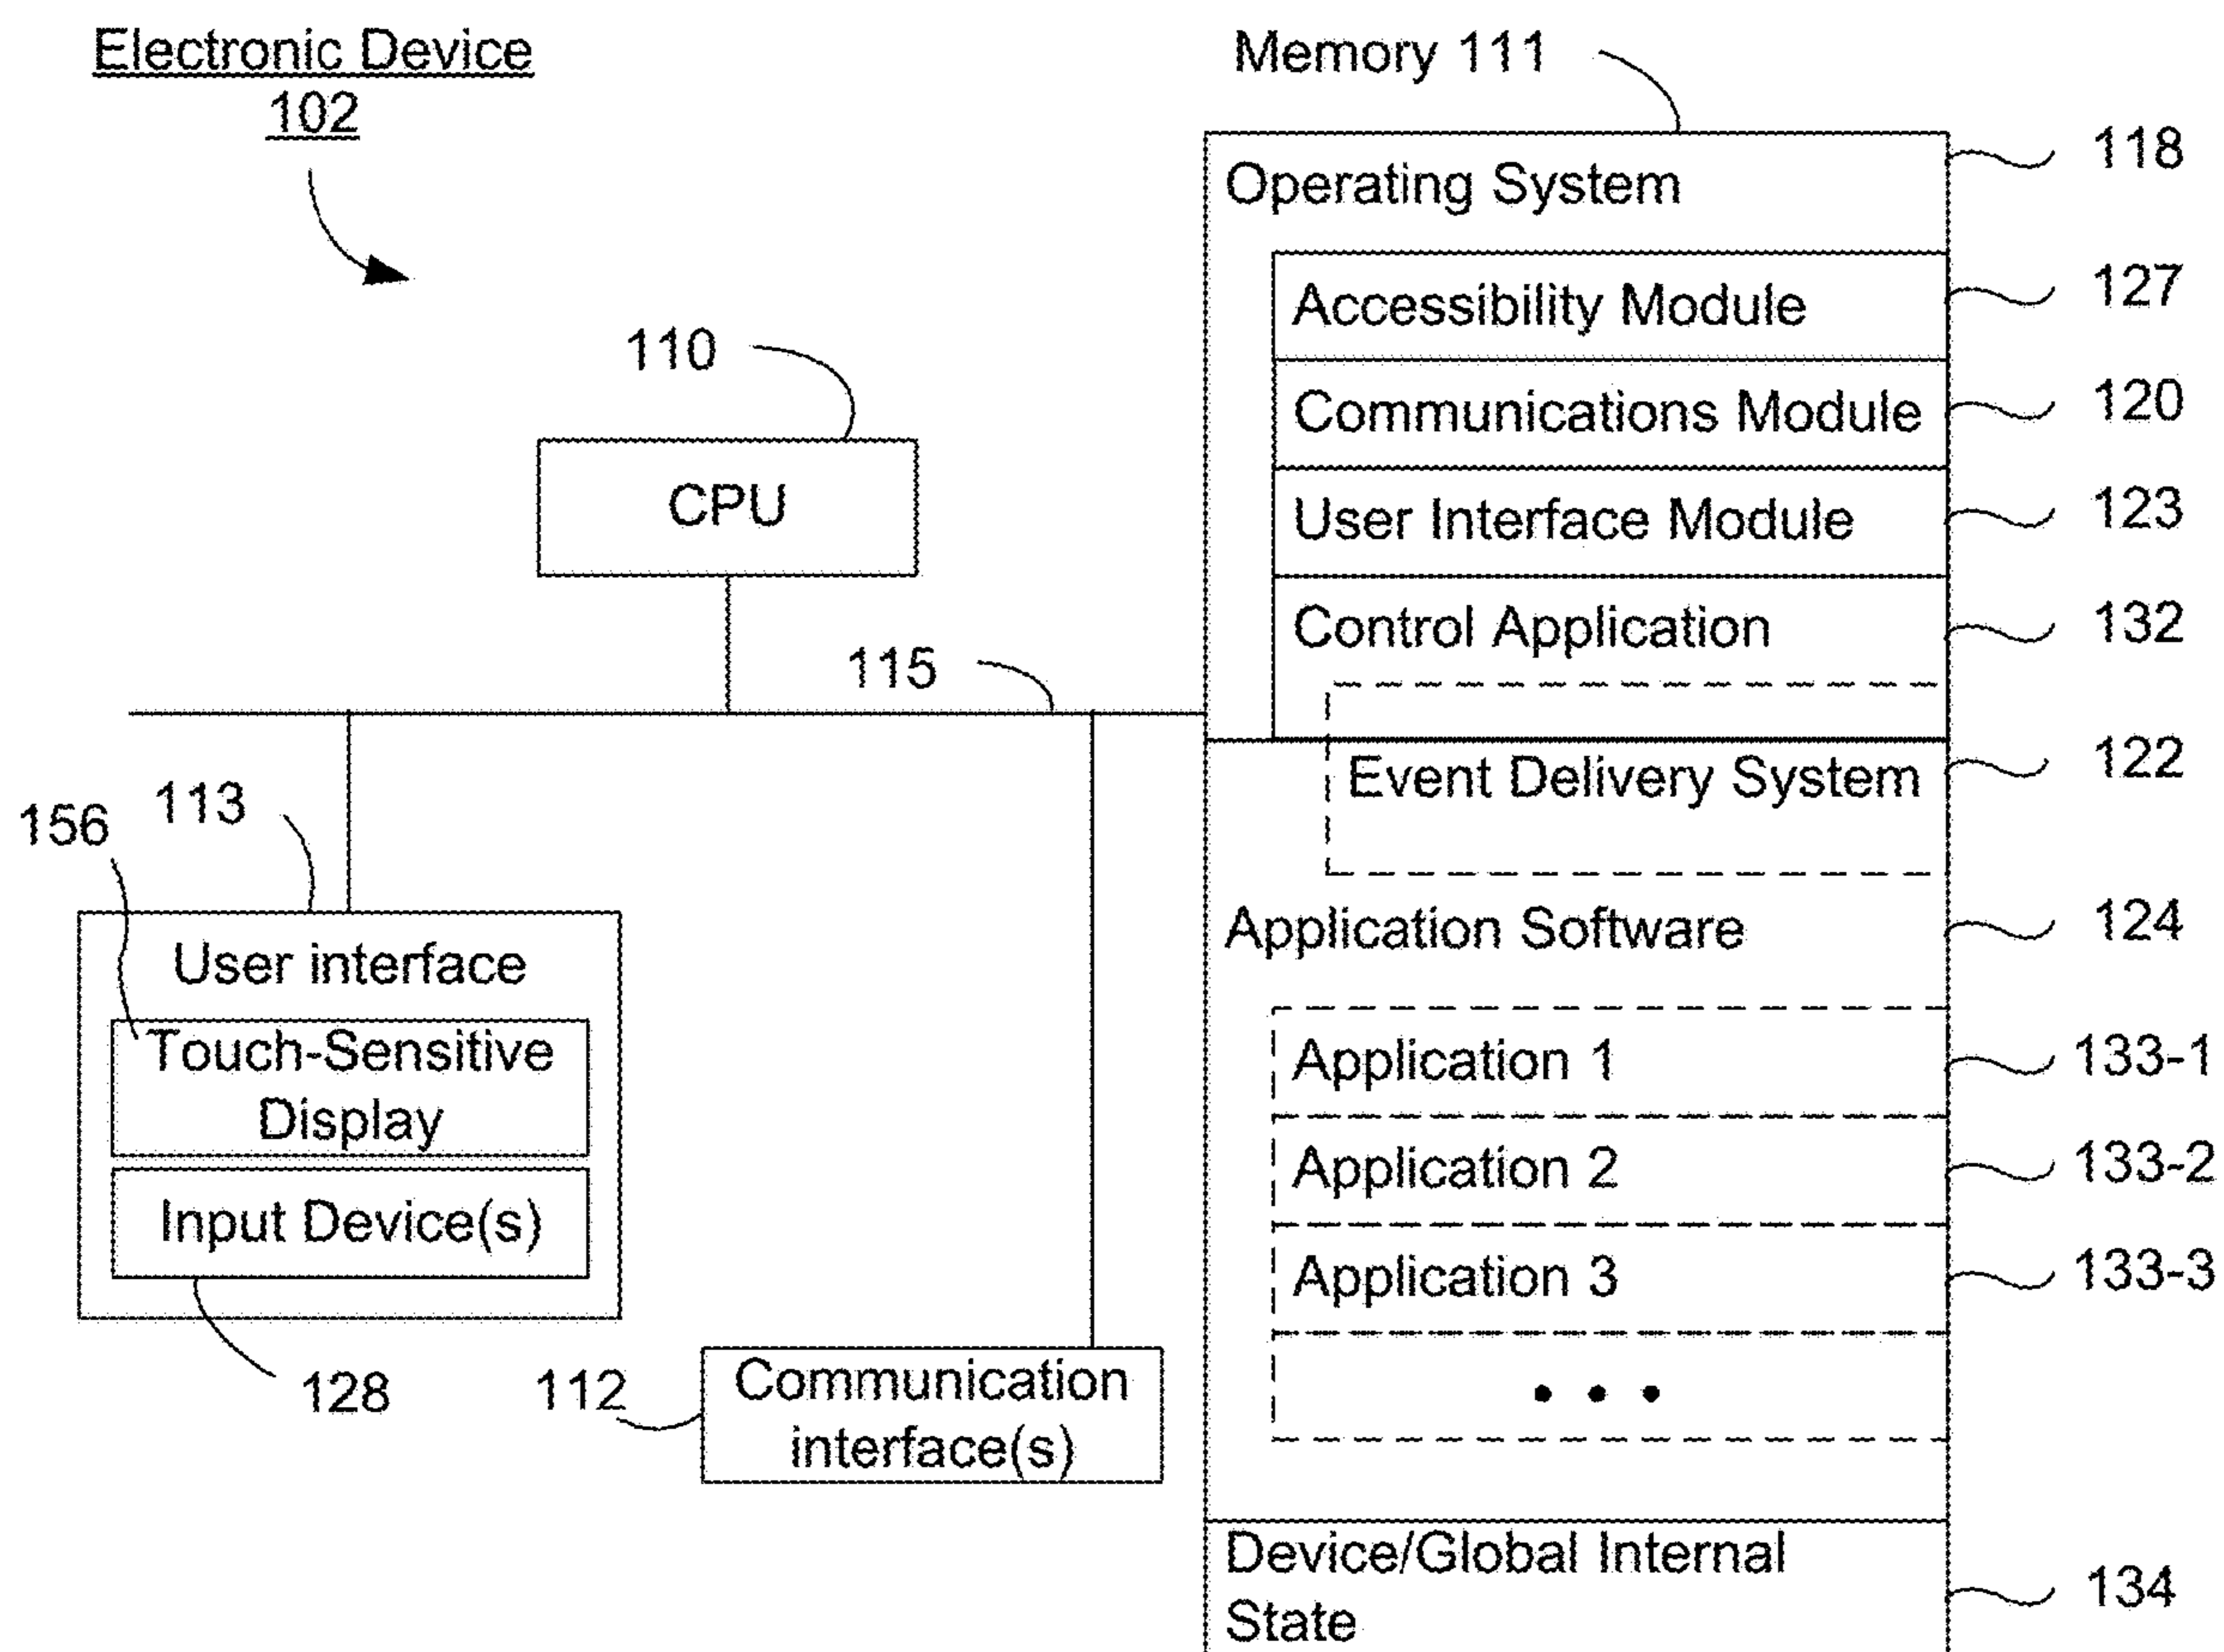 Electronic Device
102
Memory 111
118
Operating System
Accessibility Module
127
110
Communications Module
120
CPU
User Interface Module
123
Control Application
132
115
Event Delivery System
122
113
156
Application Software
124
User interface
Touch-Sensitive
Display
Application 1
133-1
Application 2
133-2
Input Device(s)
Application 3
133-3
128
112
Communication
interface(s)
• • •
Device/Global Internal
State
134